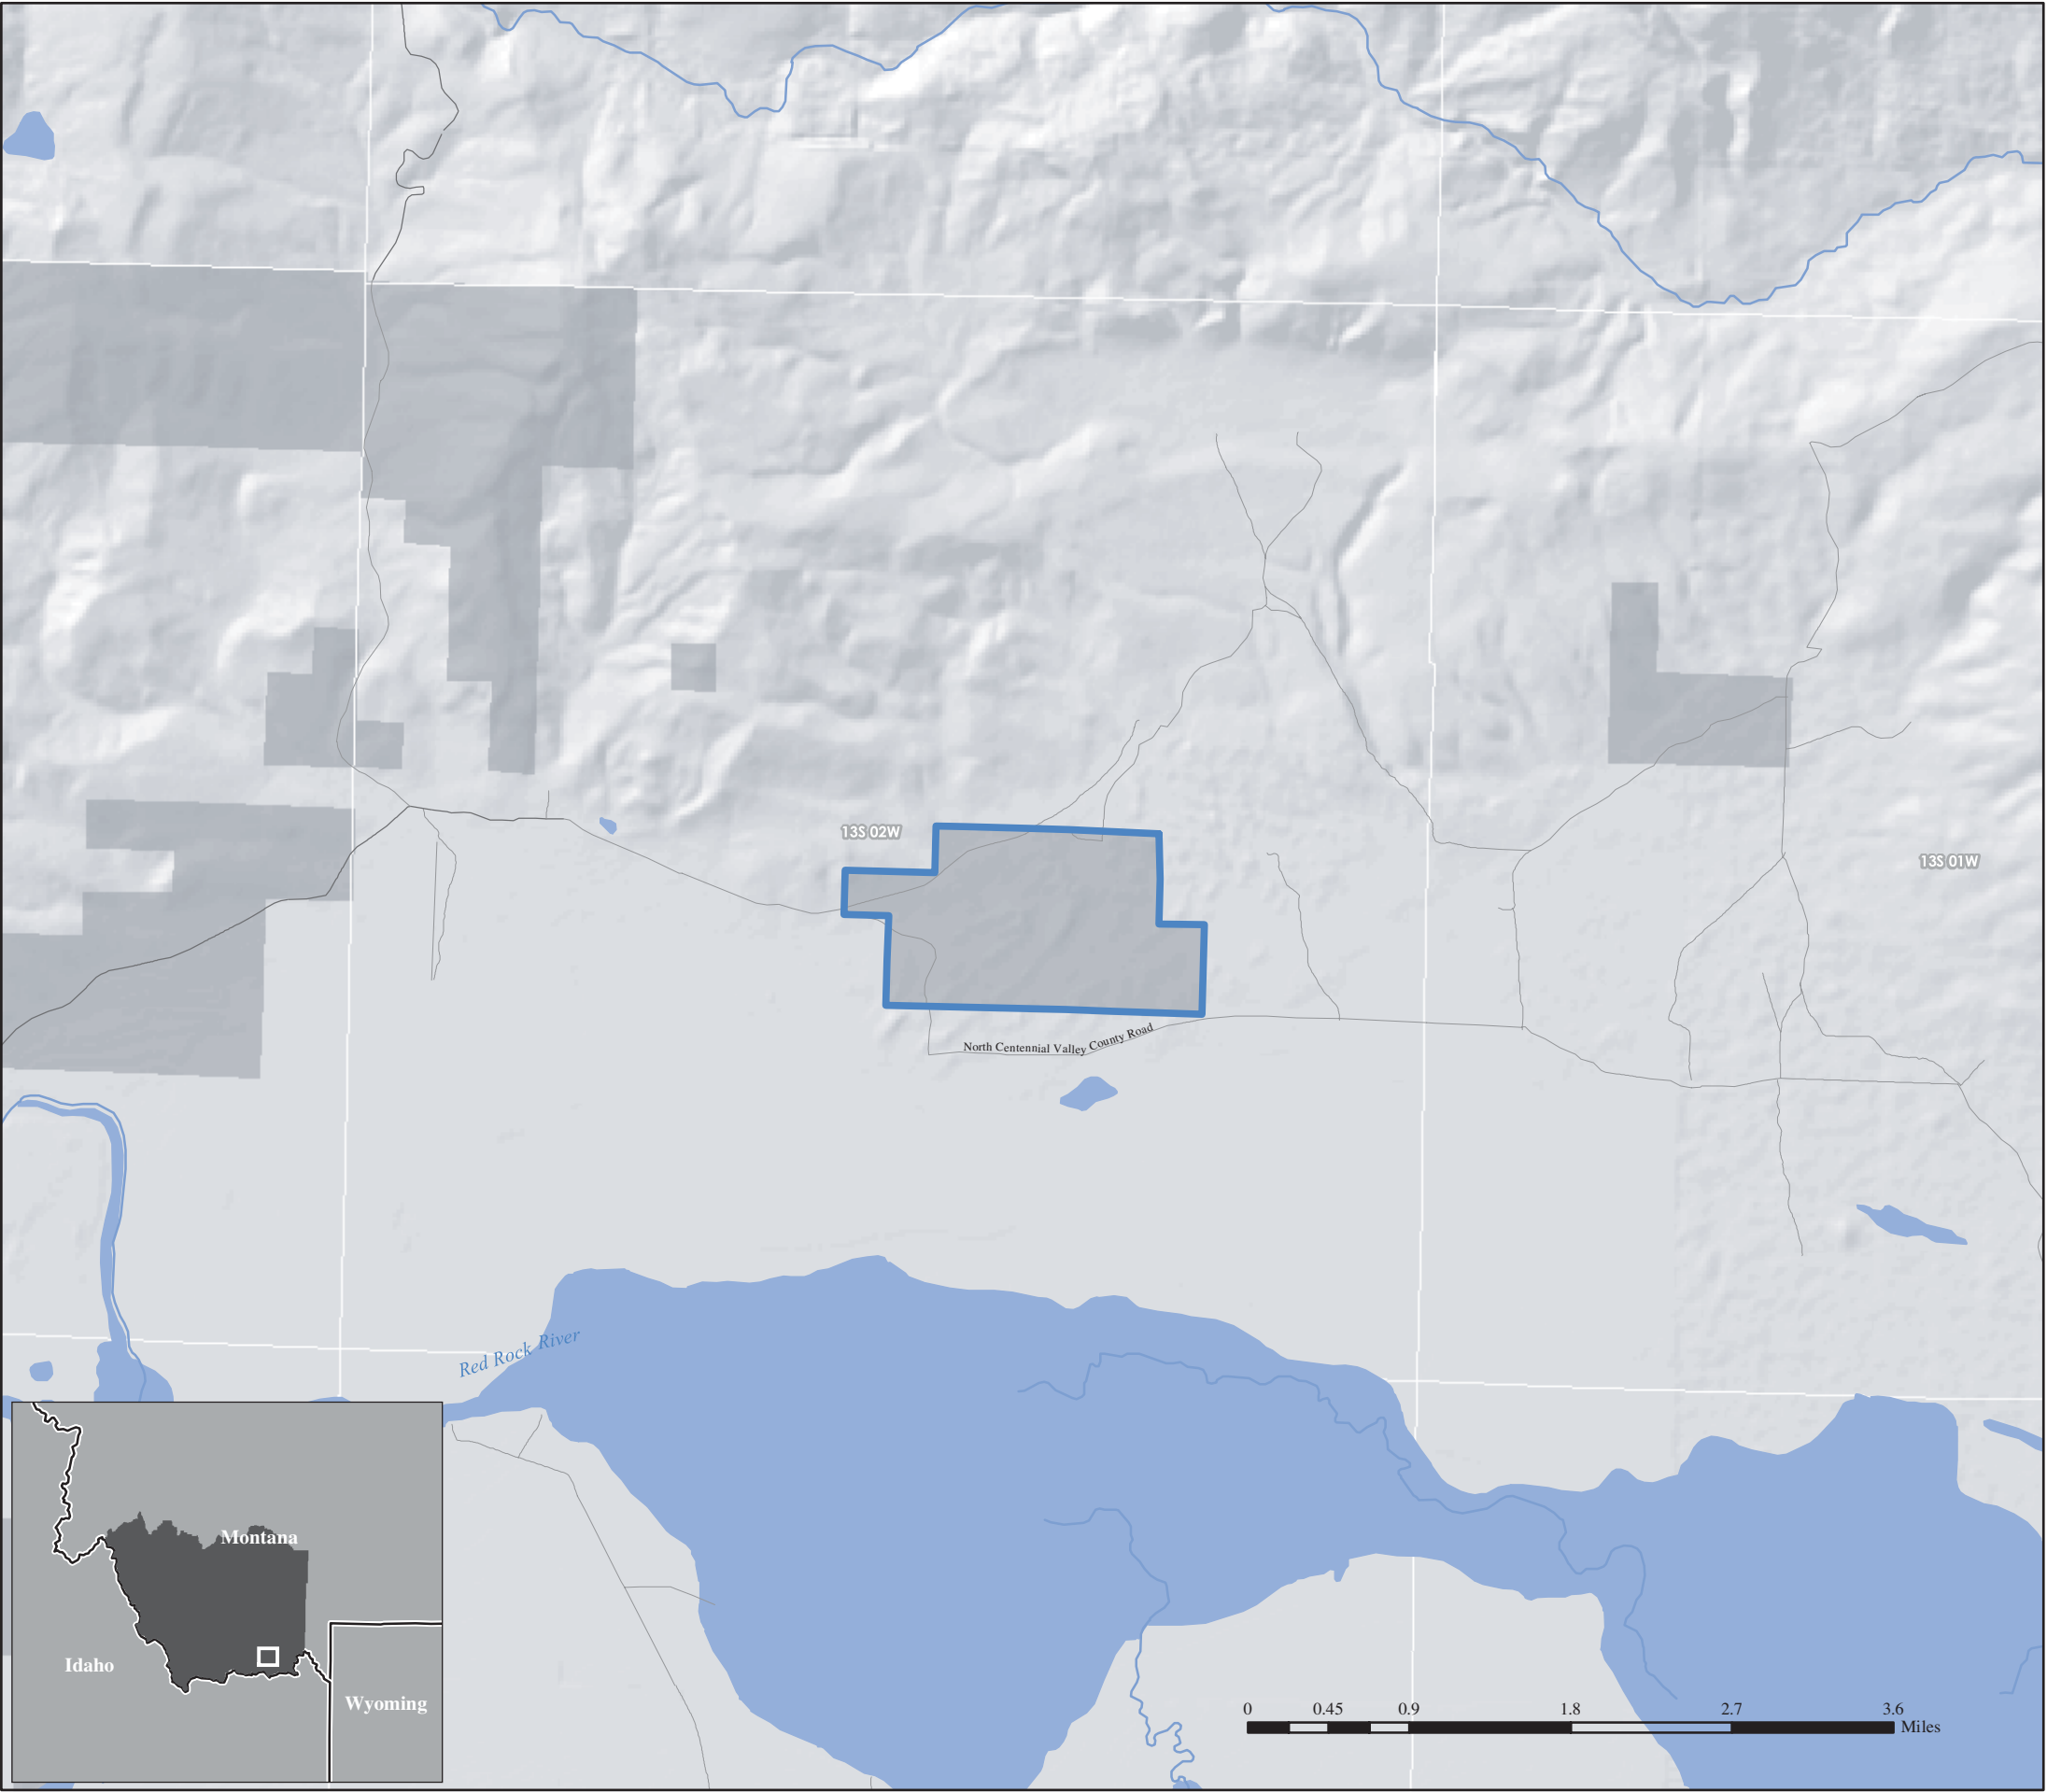 13S 02W
13S 01W
North Centennial Valley County Road
Red Rock River
Montana
Idaho
Wyoming
0 0.45 0.9 1.8 2.7 3.6
Miles